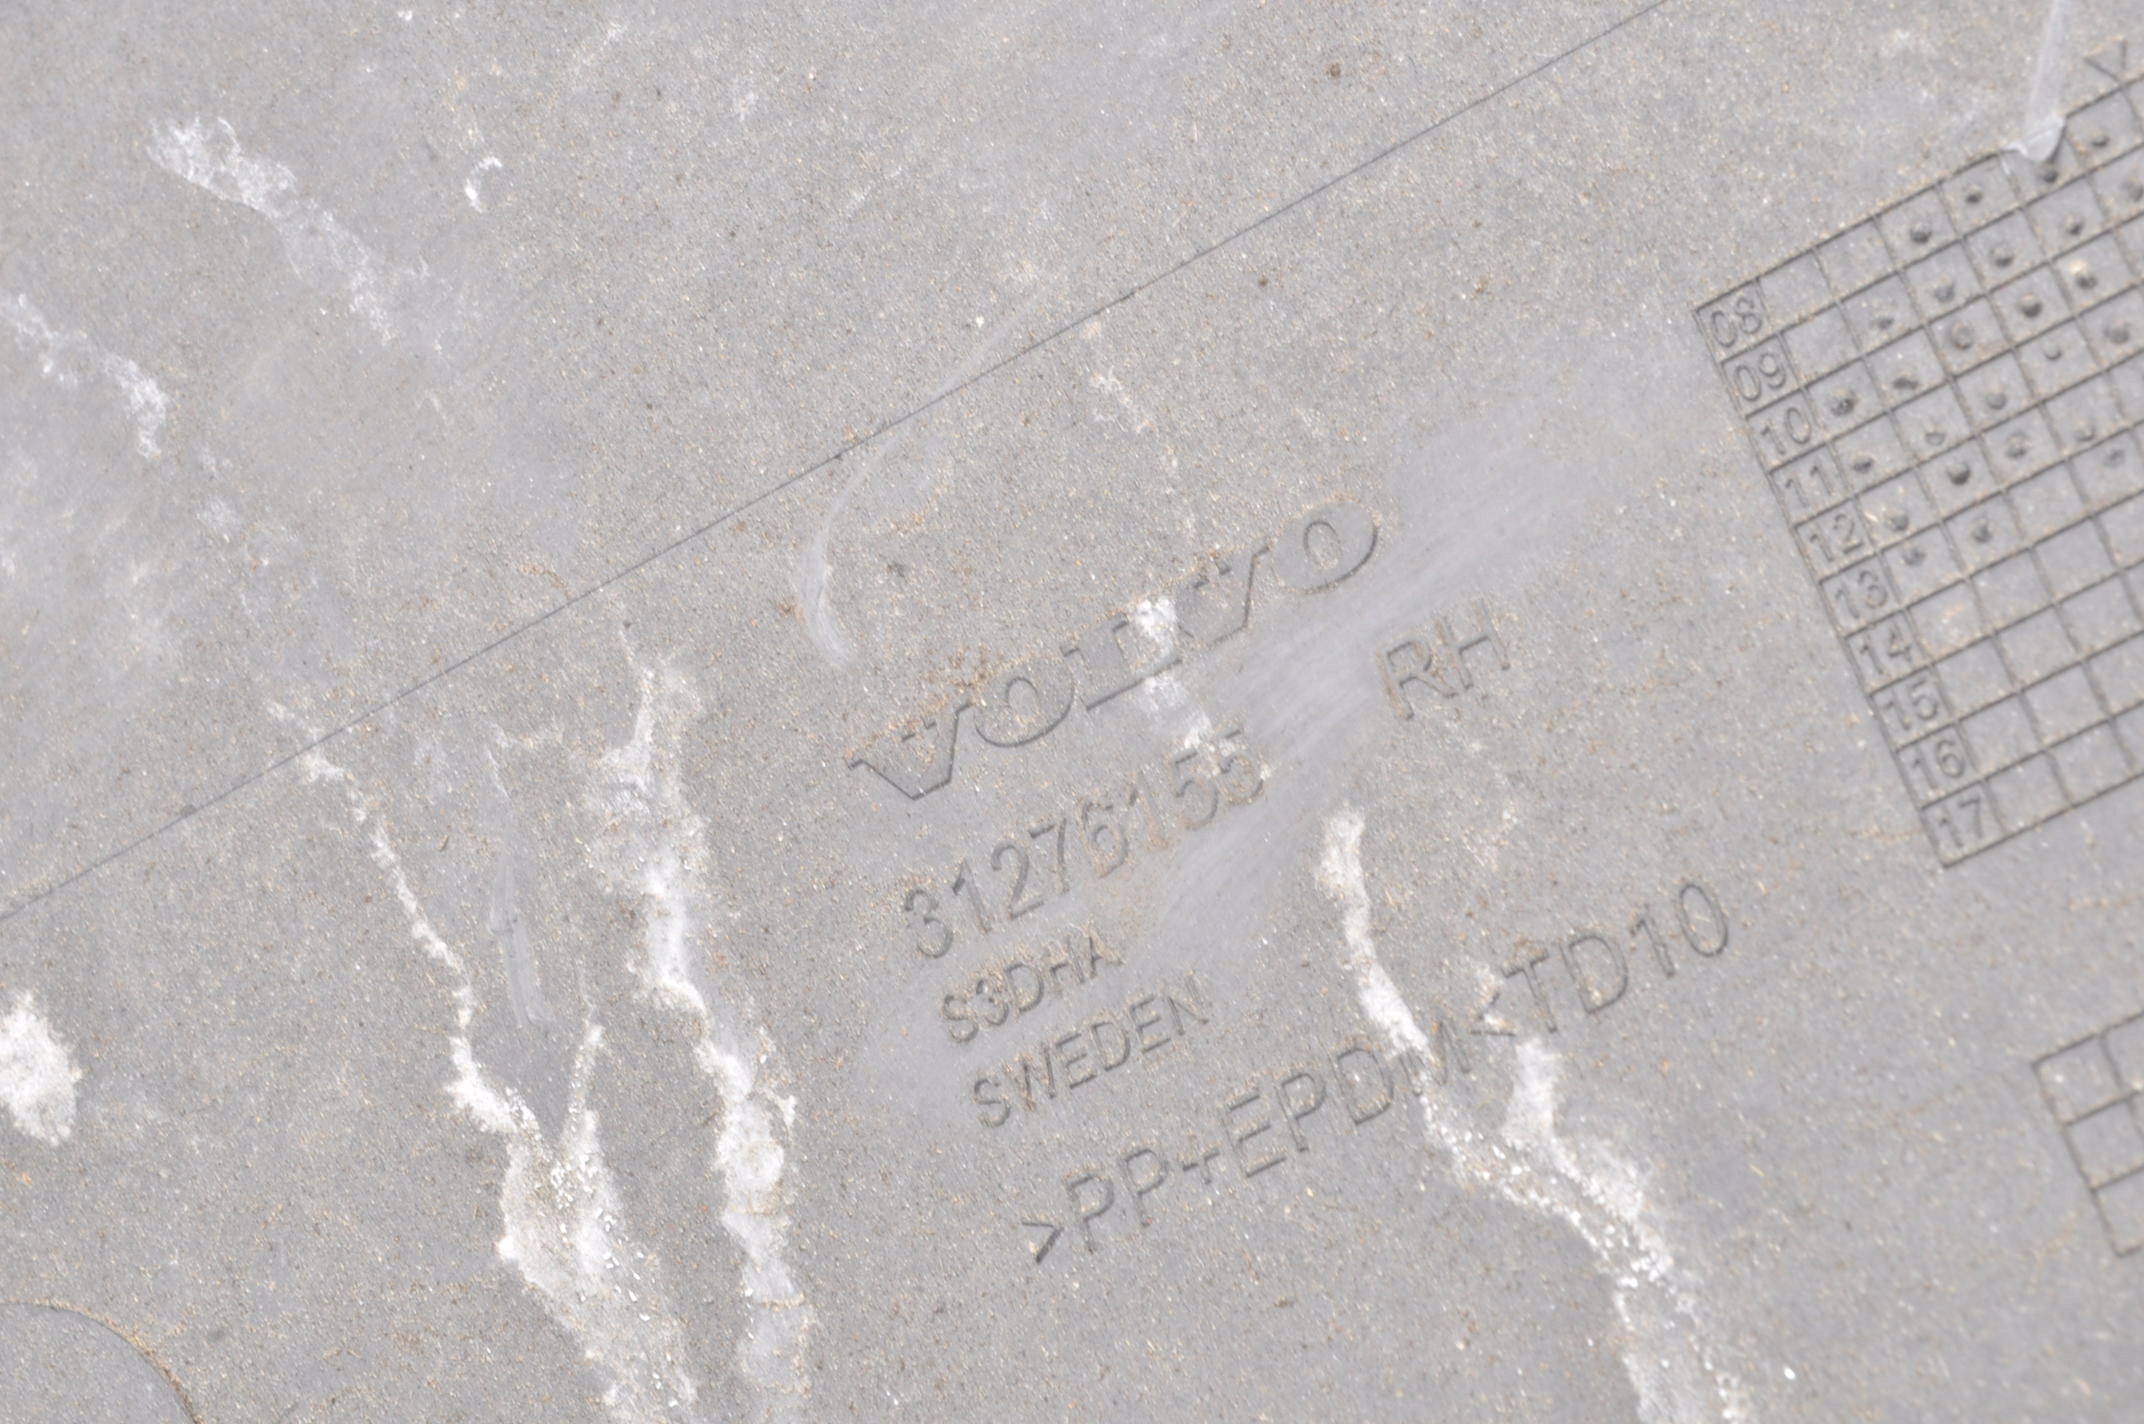 VOLVO
31276155 RH
S3DHA
SWEDEN
>PP+EPDM<TD10
08
09
10
11
12
13
14
15
16
17